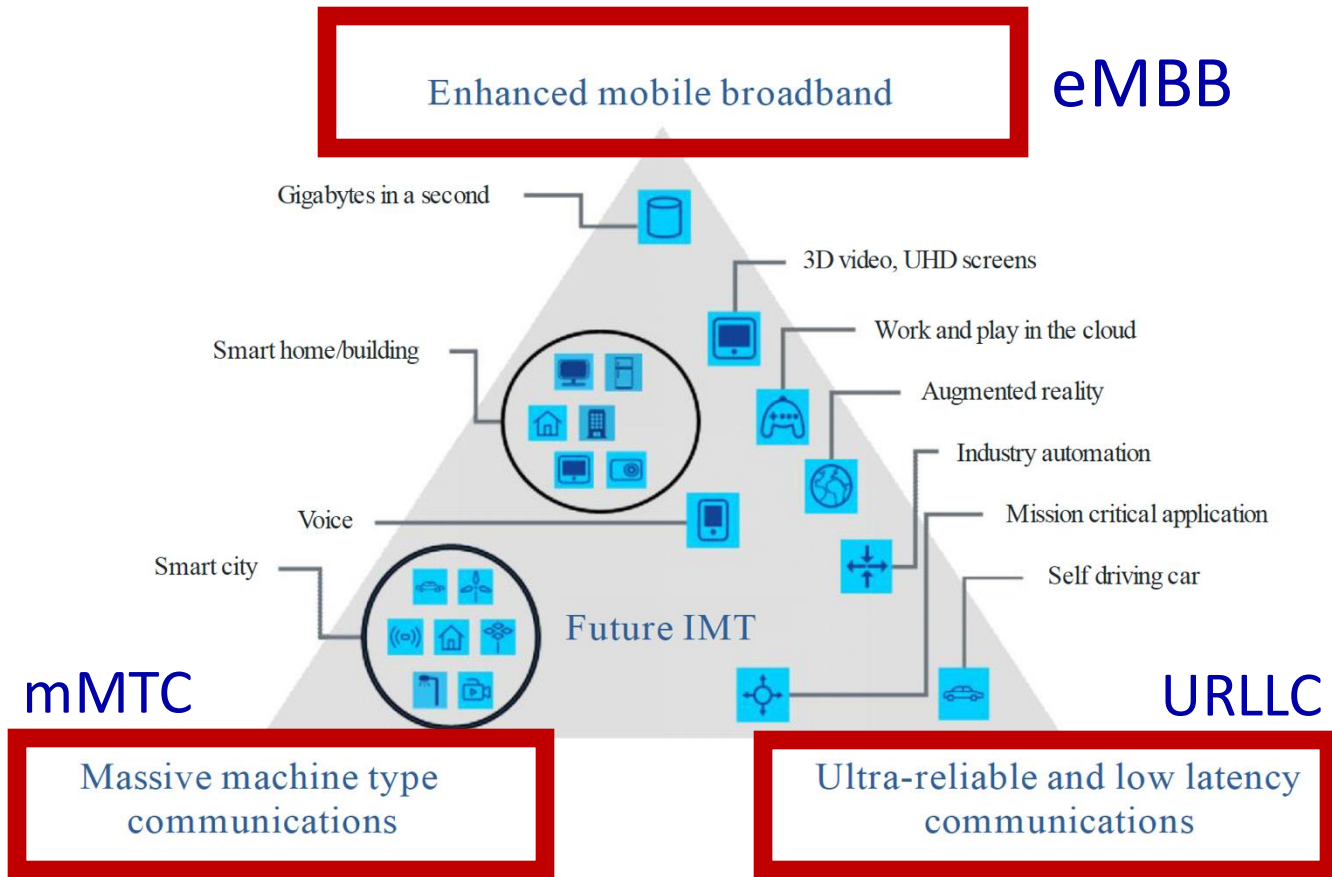 Enhanced mobile broadband
eMBB
Gigabytes in a second
3D video, UHD screens
Work and play in the cloud
Smart home/building
Augmented reality
Industry automation
Voice
Mission critical application
Smart city
Self driving car
Future IMT
mMTC
URLLC
Massive machine type
communications
Ultra-reliable and low latency
communications